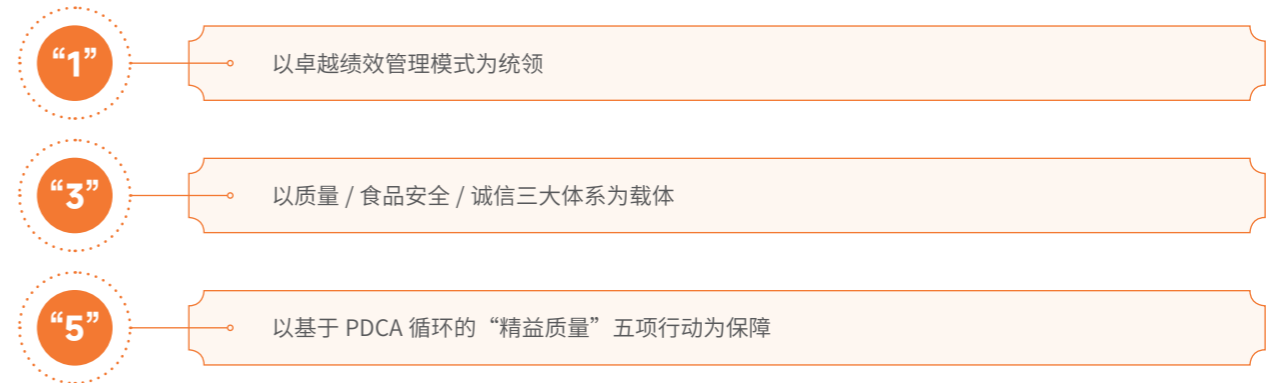 “1”
以卓越绩效管理模式为统领
“3”
以质量 / 食品安全 / 诚信三大体系为载体
“5”
以基于 PDCA 循环的“精益质量”五项行动为保障